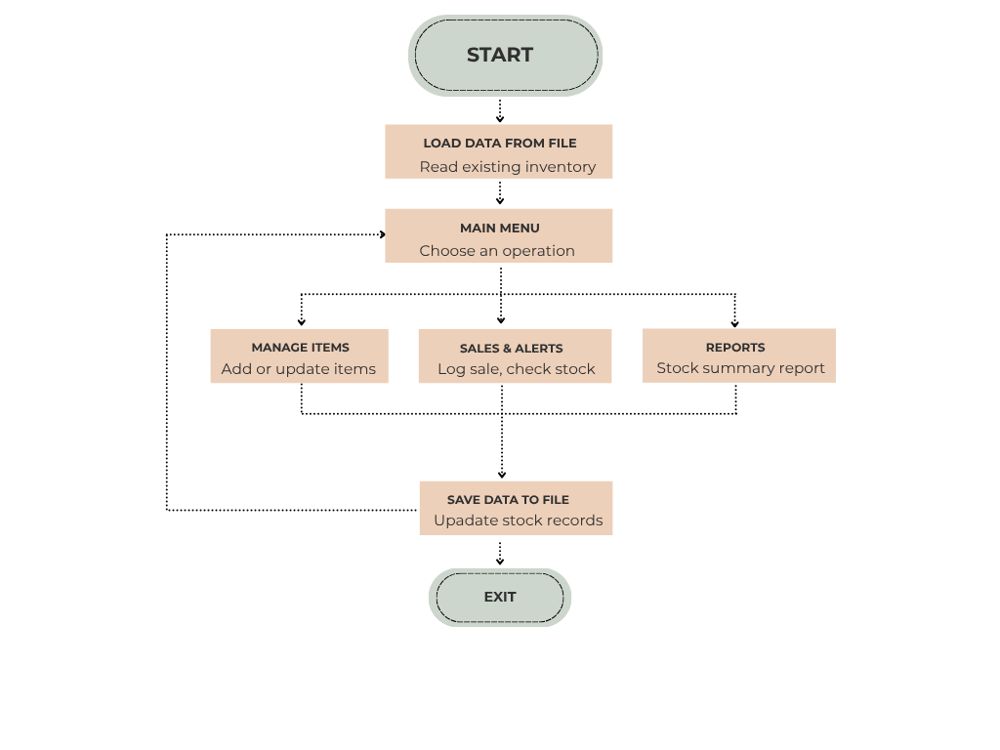 START
LOAD DATA FROM FILE
Read existing inventory
MAIN MENU
Choose an operation
MANAGE ITEMS
Add or update items
SALES & ALERTS
Log sale, check stock
REPORTS
Stock summary report
SAVE DATA TO FILE
Upadate stock records
EXIT